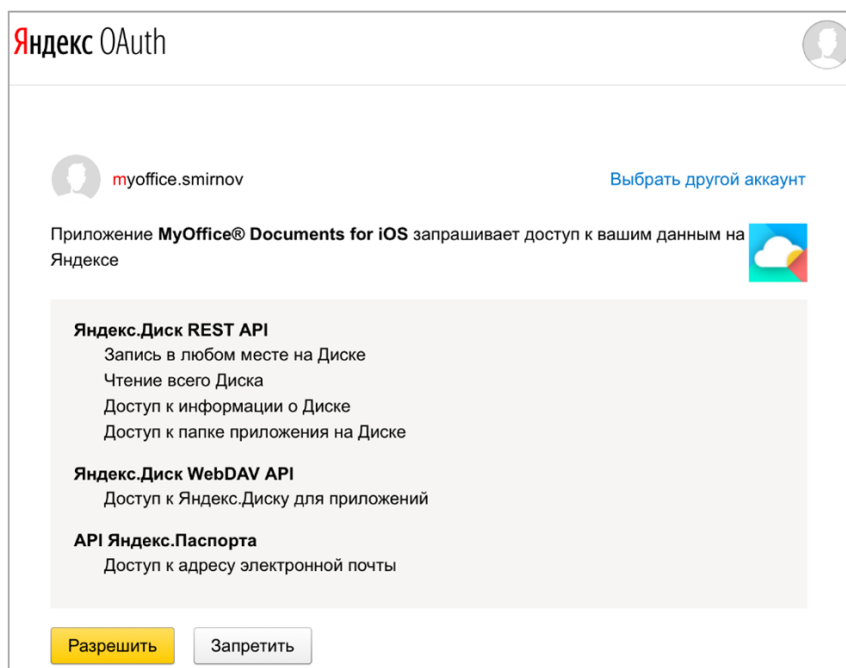 Яндекс OAuth
myoffice.smirnov
Выбрать другой аккаунт
Приложение MyOffice® Documents for iOS запрашивает доступ к вашим данным на
Яндексе
Яндекс.Диск REST API
Запись в любом месте на Диске
Чтение всего Диска
Доступ к информации о Диске
Доступ к папке приложения на Диске
Яндекс.Диск WebDAV API
Доступ к Яндекс.Диску для приложений
API Яндекс.Паспорта
Доступ к адресу электронной почты
Разрешить
Запретить